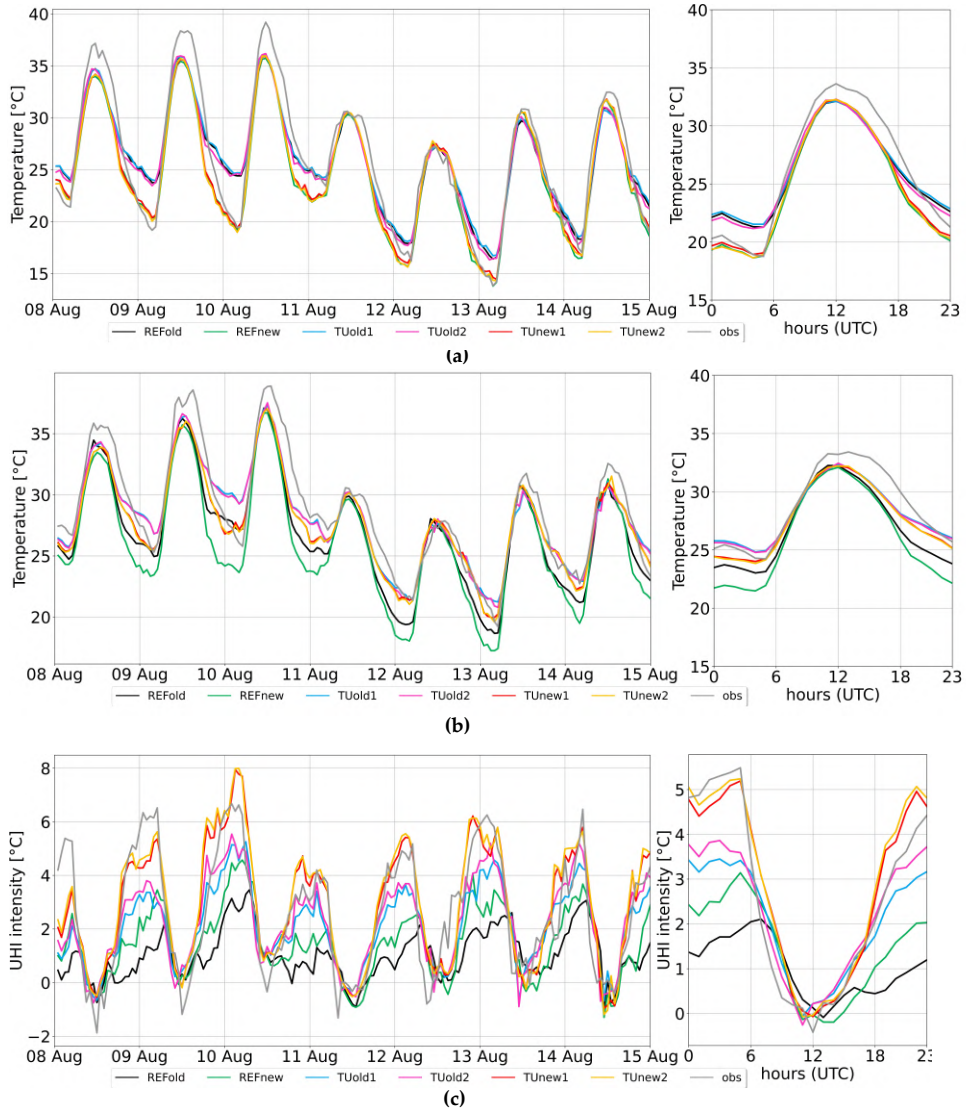 40
35
30
25
20
15
Temperature [°C]
08 Aug 09 Aug 10 Aug 11 Aug 12 Aug 13 Aug 14 Aug 15 Aug
40
35
30
25
20
15
Temperature [°C]
0 6 12 18 23
hours (UTC)
REFold REFnew TUold1 TUold2 TUnew1 TUnew2 obs
(a)
40
35
30
25
20
Temperature [°C]
08 Aug 09 Aug 10 Aug 11 Aug 12 Aug 13 Aug 14 Aug 15 Aug
40
35
30
25
20
15
Temperature [°C]
0 6 12 18 23
hours (UTC)
REFold REFnew TUold1 TUold2 TUnew1 TUnew2 obs
(b)
8
6
4
2
0
−2
UHI intensity [°C]
08 Aug 09 Aug 10 Aug 11 Aug 12 Aug 13 Aug 14 Aug 15 Aug
5
4
3
2
1
0
UHI intensity [°C]
0 6 12 18 23
hours (UTC)
REFold REFnew TUold1 TUold2 TUnew1 TUnew2 obs
(c)